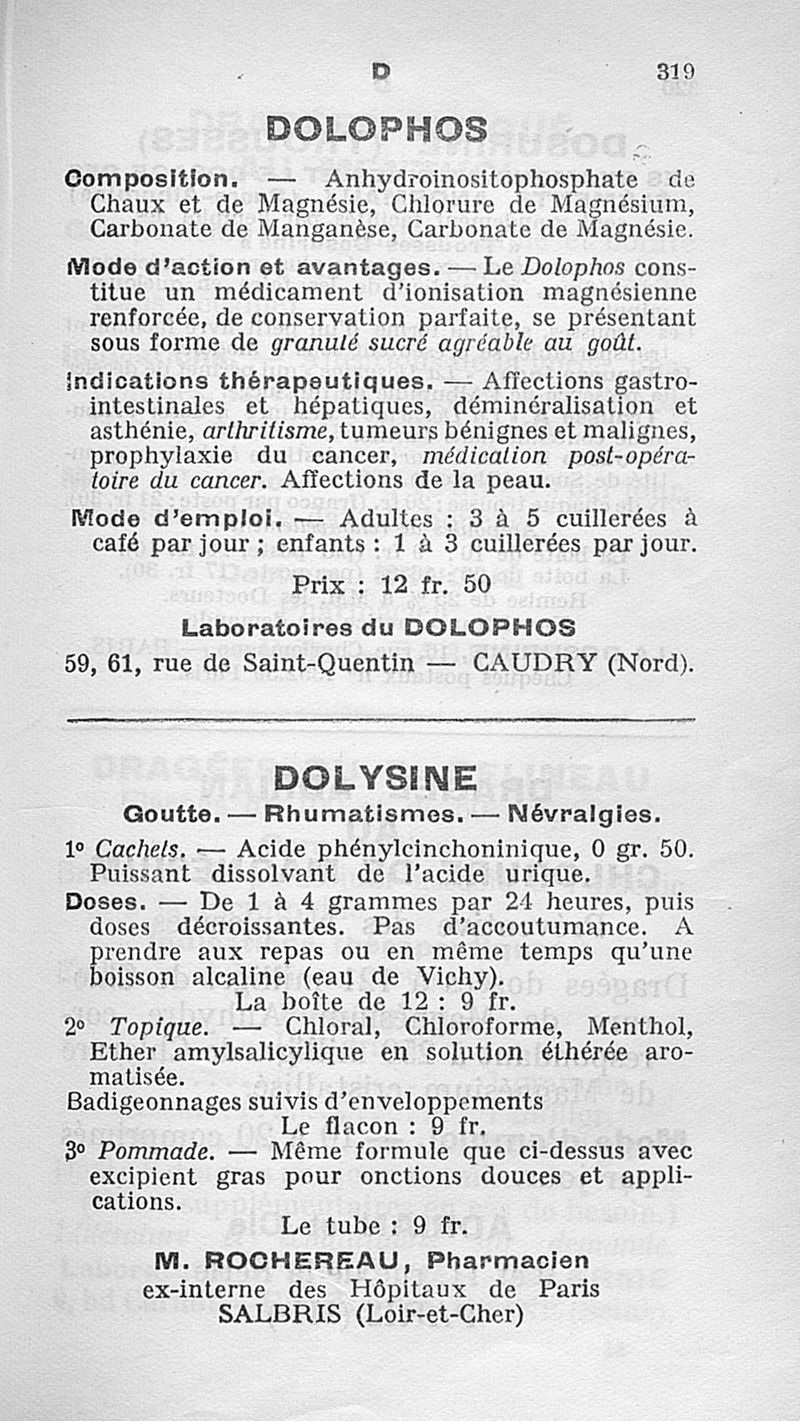 D 319
DOLOPHOS
Composition. — Anhydroinositophosphate de
Chaux et de Magnésie, Chlorure de Magnésium,
Carbonate de Manganèse, Carbonate de Magnésie.
Mode d'action et avantages. — Le Dolophos cons-
titue un médicament d'ionisation magnésienne
renforcée, de conservation parfaite, se présentant
sous forme de granulé sucré agréable au goût.
Indications thérapeutiques. — Affections gastro-
intestinales et hépatiques, déminéralisation et
asthénie, arthritisme, tumeurs bénignes et malignes,
prophylaxie du cancer, médication post-opéra-
toire du cancer. Affections de la peau.
Mode d'emploi. — Adultes : 3 à 5 cuillerées à
café par jour ; enfants : 1 à 3 cuillerées par jour.
Prix : 12 fr. 50
Laboratoires du DOLOPHOS
59, 61, rue de Saint-Quentin — CAUDRY (Nord).
DOLYSINE
Goutte. — Rhumatismes. — Névralgies.
1º Cachets. — Acide phénylcinchoninique, 0 gr. 50.
Puissant dissolvant de l'acide urique.
Doses. — De 1 à 4 grammes par 24 heures, puis
doses décroissantes. Pas d'accoutumance. A
prendre aux repas ou en même temps qu'une
boisson alcaline (eau de Vichy).
La boîte de 12 : 9 fr.
2º Topique. — Chloral, Chloroforme, Menthol,
Ether amylsalicylique en solution éthérée aro-
matisée.
Badigeonnages suivis d'enveloppements
Le flacon : 9 fr.
3º Pommade. — Même formule que ci-dessus avec
excipient gras pour onctions douces et appli-
cations.
Le tube : 9 fr.
M. ROCHEREAU, Pharmacien
ex-interne des Hôpitaux de Paris
SALBRIS (Loir-et-Cher)